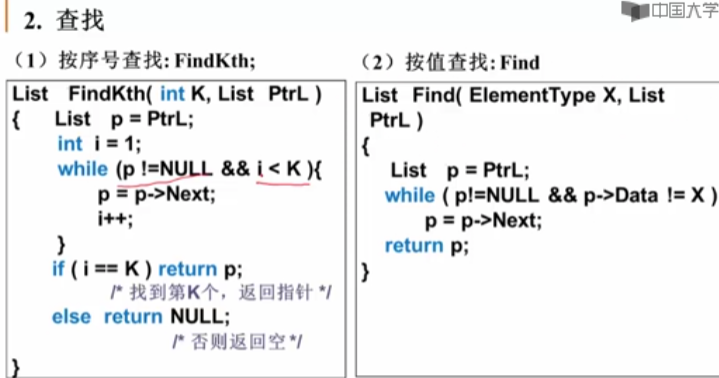 中国大学
2. 查找
（1）按序号查找: FindKth;
List FindKth( int K, List PtrL )
{ List p = PtrL;
int i = 1;
while (p !=NULL && i < K ){
p = p->Next;
i++;
}
if ( i == K ) return p;
/* 找到第K个，返回指针 */
else return NULL;
/* 否则返回空 */
}
（2）按值查找: Find
List Find( ElementType X, List
PtrL )
{
List p = PtrL;
while ( p!=NULL && p->Data != X )
p = p->Next;
return p;
}